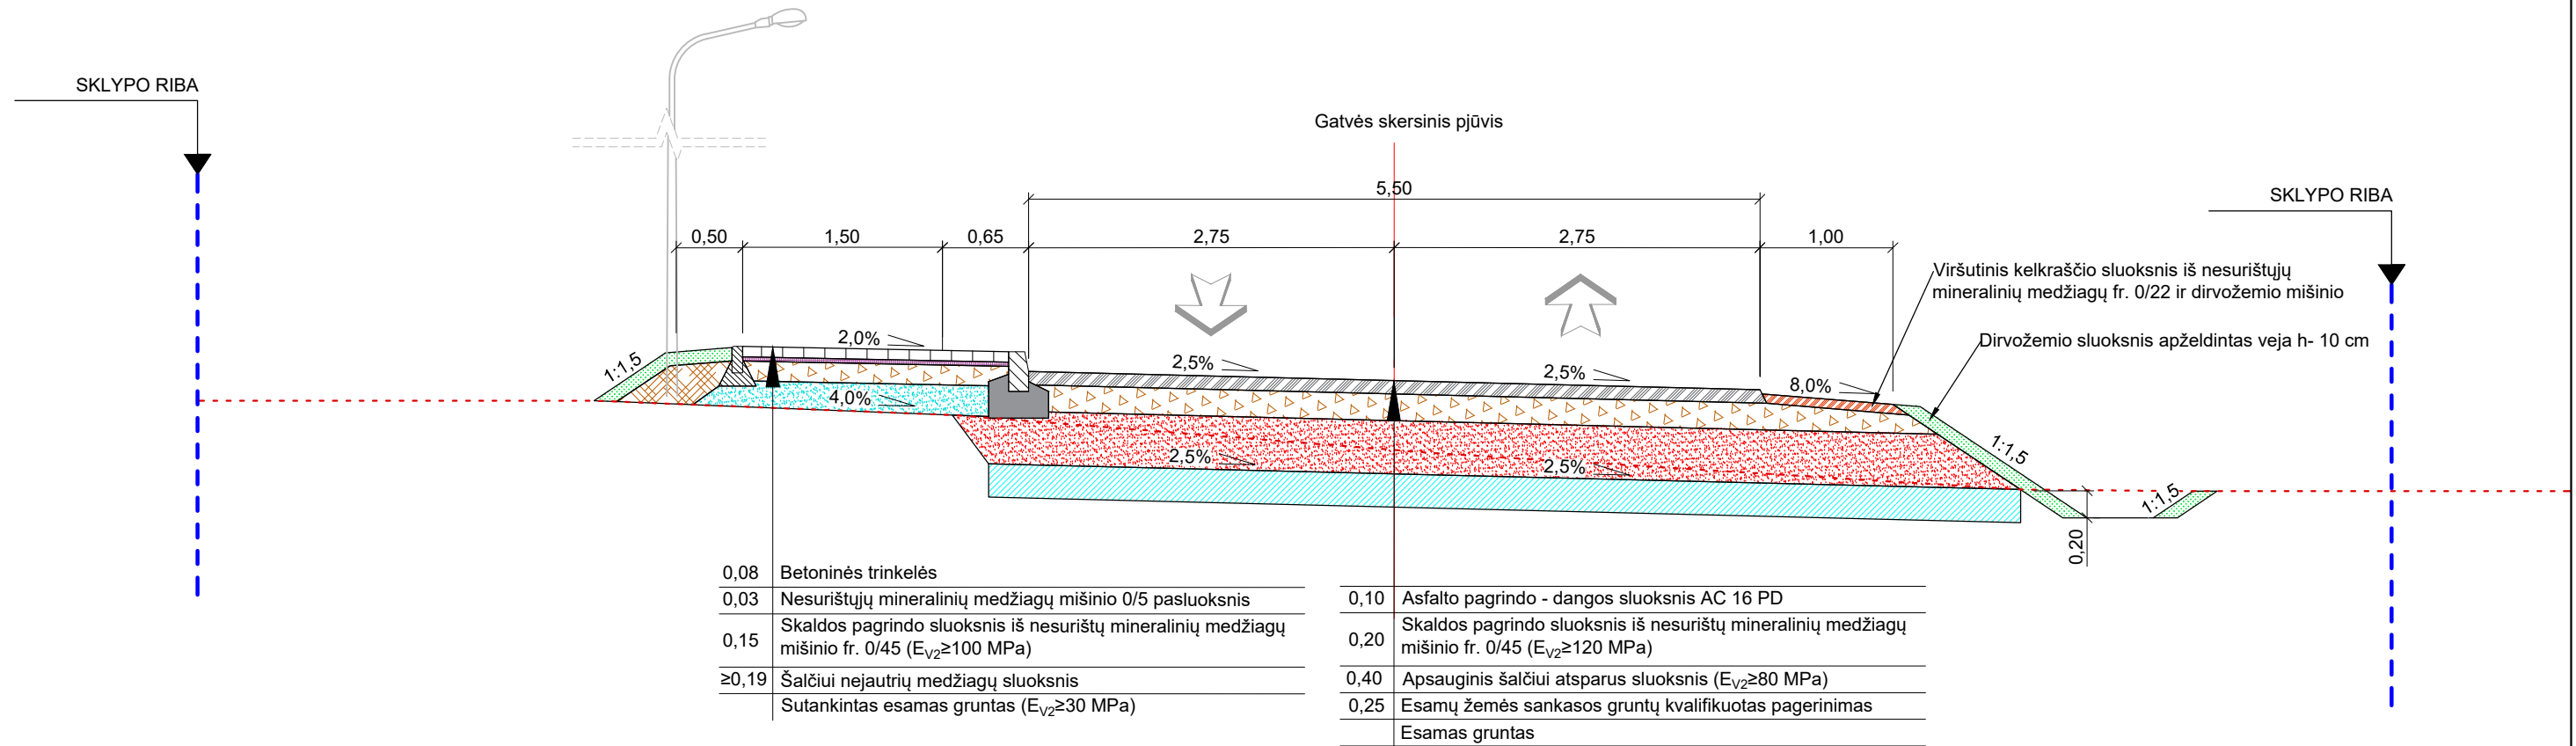 SKLYPO RIBA
Gatvės skersinis pjūvis
5,50
SKLYPO RIBA
0,50
1,50
0,65
2,75
2,75
1,00
Viršutinis kelkraščio sluoksnis iš nesurištųjų
mineralinių medžiagų fr. 0/22 ir dirvožemio mišinio
Dirvožemio sluoksnis apželdintas veja h- 10 cm
1:1,5
2,0%
2,5%
2,5%
8,0%
4,0%
2,5%
2,5%
1:1,5
1:1,5
0,20
0,08 Betoninės trinkelės
0,03 Nesurištųjų mineralinių medžiagų mišinio 0/5 pasluoksnis
0,15 Skaldos pagrindo sluoksnis iš nesurištų mineralinių medžiagų
mišinio fr. 0/45 (EV2≥100 MPa)
≥0,19 Šalčiui nejautrių medžiagų sluoksnis
Sutankintas esamas gruntas (EV2≥30 MPa)
0,10 Asfalto pagrindo - dangos sluoksnis AC 16 PD
0,20 Skaldos pagrindo sluoksnis iš nesurištų mineralinių medžiagų
mišinio fr. 0/45 (EV2≥120 MPa)
0,40 Apsauginis šalčiui atsparus sluoksnis (EV2≥80 MPa)
0,25 Esamų žemės sankasos gruntų kvalifikuotas pagerinimas
Esamas gruntas